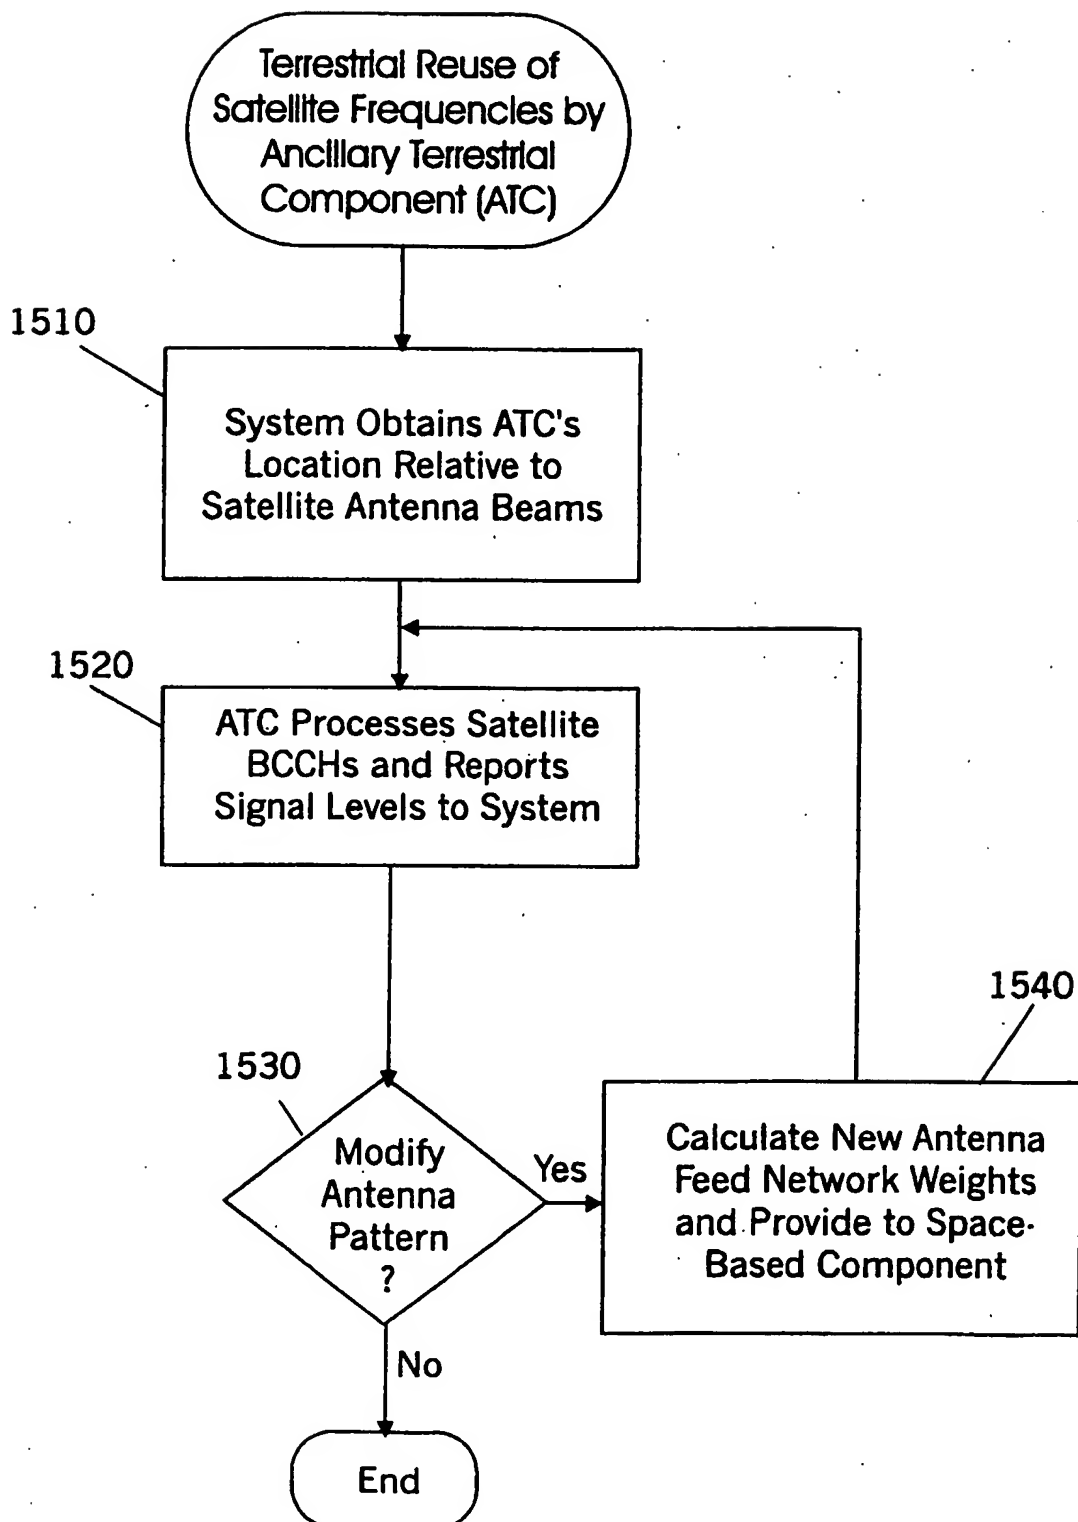 Terrestrial Reuse of
Satellite Frequencies by
Ancillary Terrestrial
Component (ATC)
1510
System Obtains ATC's
Location Relative to
Satellite Antenna Beams
1520
ATC Processes Satellite
BCCHs and Reports
Signal Levels to System
1530
Modify
Antenna
Pattern
?
Yes
1540
Calculate New Antenna
Feed Network Weights
and Provide to Space-
Based Component
No
End